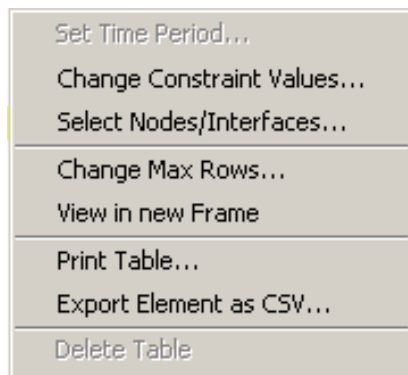 Set Time Period...
Change Constraint Values...
Select Nodes/Interfaces...
Change Max Rows...
View in new Frame
Print Table...
Export Element as CSV...
Delete Table